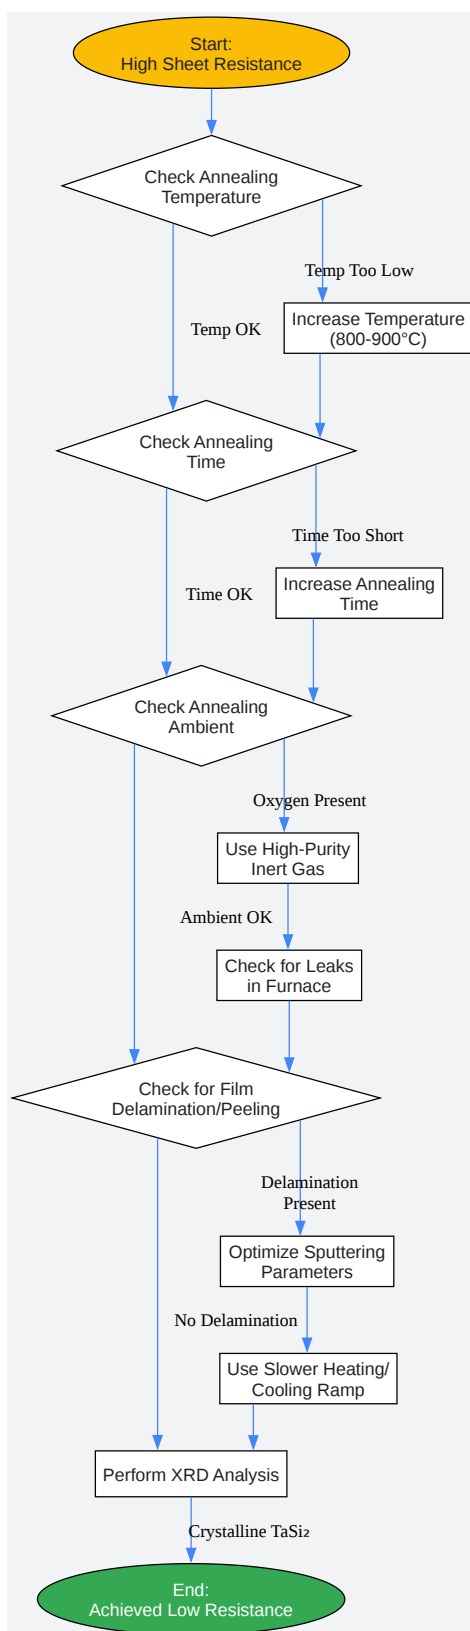 Start:
High Sheet Resistance
Check Annealing
Temperature
Temp Too Low
Increase Temperature
(800-900°C)
Temp OK
Check Annealing
Time
Time Too Short
Increase Annealing
Time
Time OK
Check Annealing
Ambient
Oxygen Present
Use High-Purity
Inert Gas
Ambient OK
Check for Leaks
in Furnace
Check for Film
Delamination/Peeling
Delamination
Present
Optimize Sputtering
Parameters
No Delamination
Use Slower Heating/
Cooling Ramp
Perform XRD Analysis
Crystalline TaSi₂
End:
Achieved Low Resistance